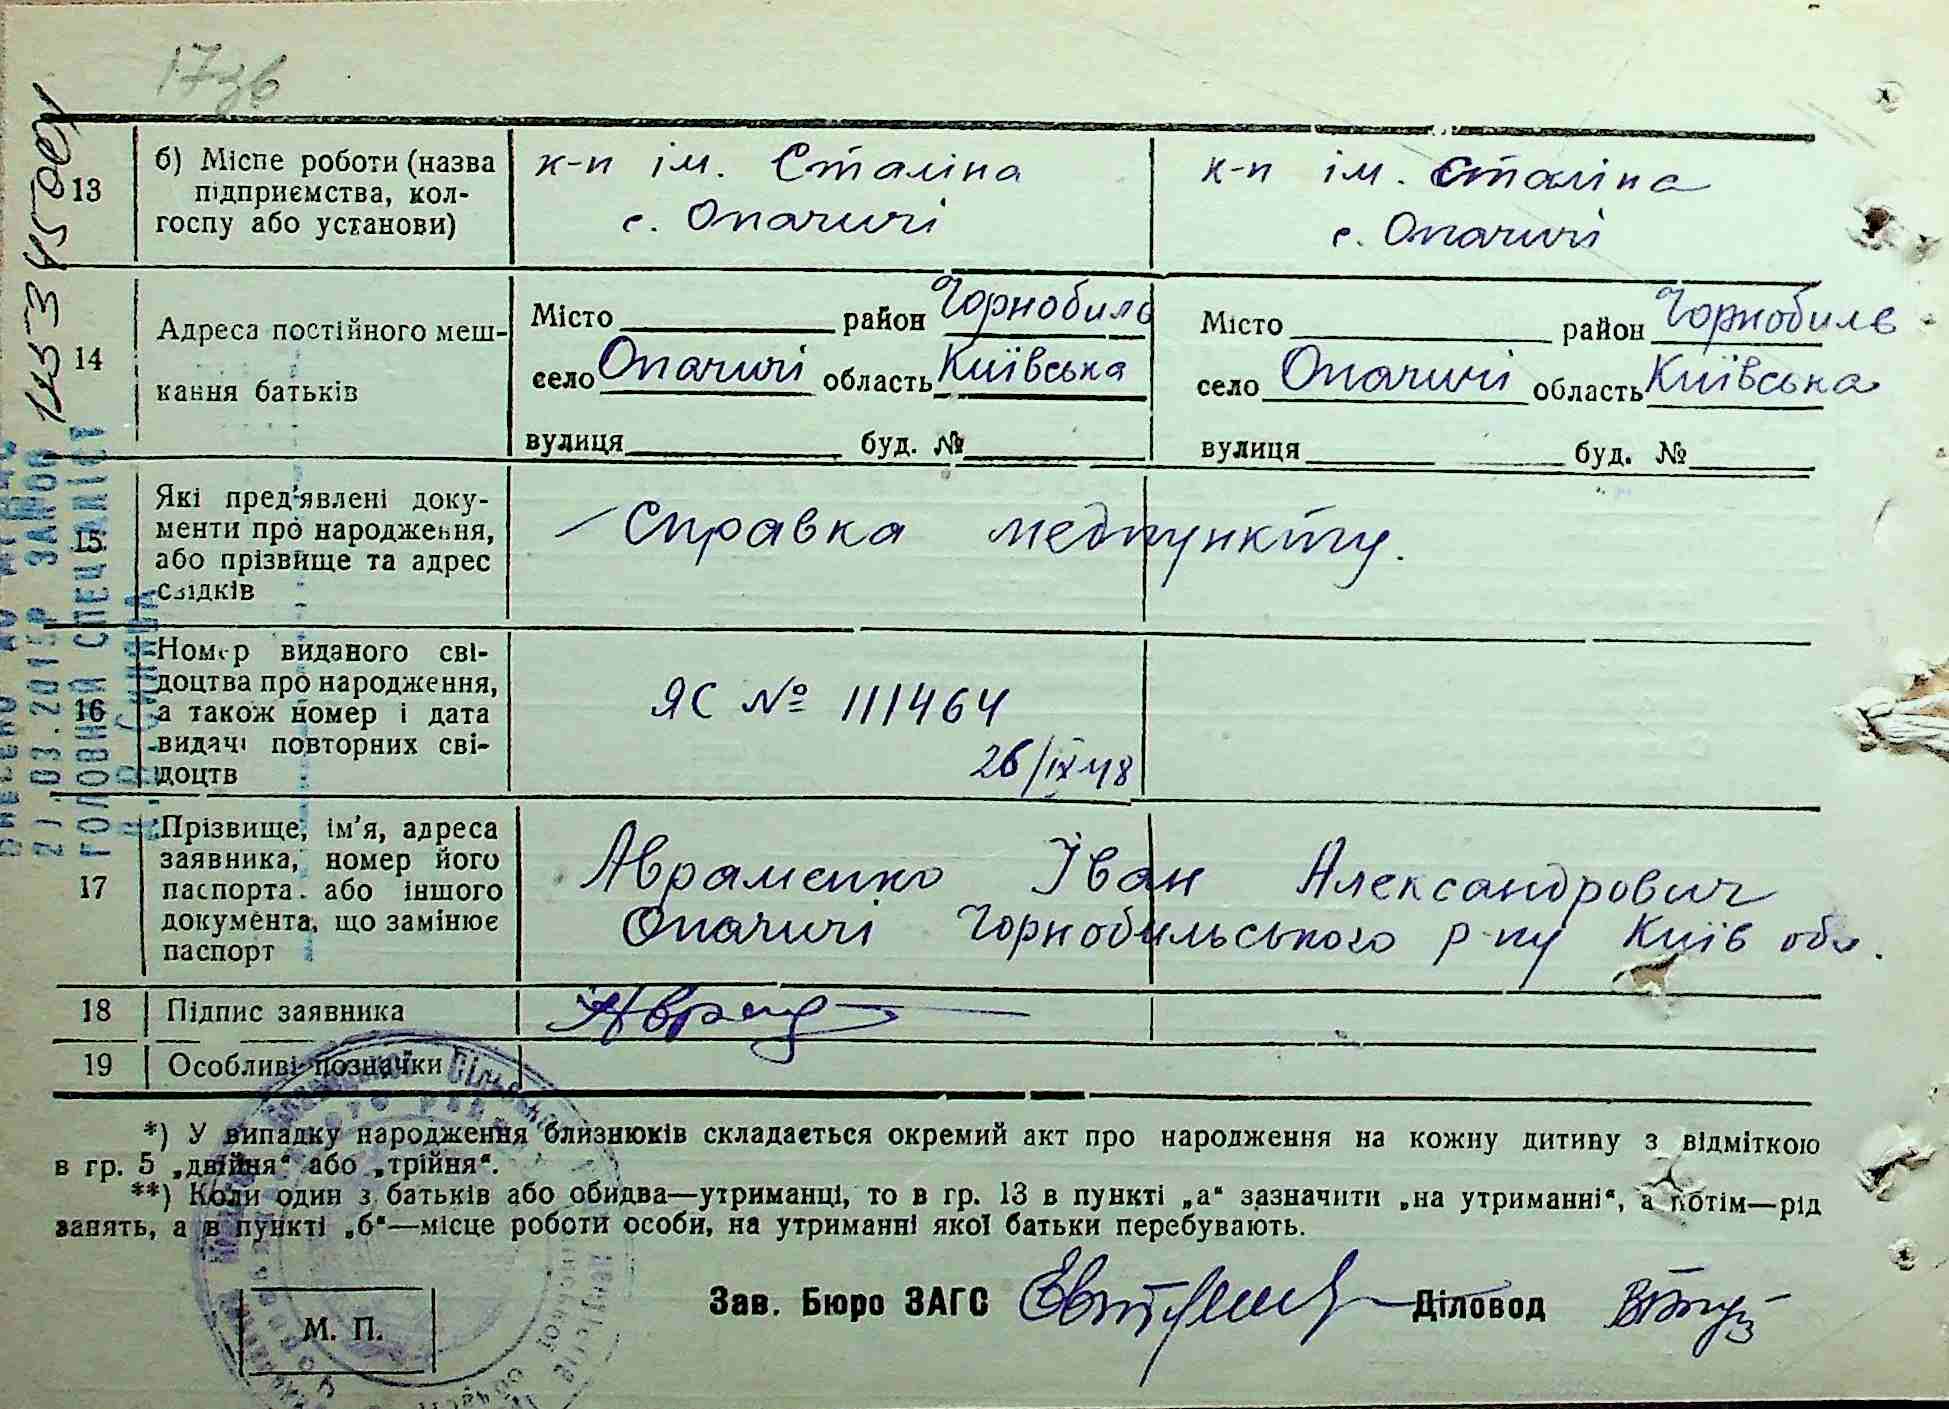 17зв
13
б) Місце роботи (назва підприємства, колгоспу або установи)
к-п ім. Сталіна
с. Опачичі
к-п ім. Сталіна
с. Опачичі
14
Адреса постійного мешкання батьків
Місто район Чорнобиль
село Опачичі область Київська
вулиця буд. №
Місто район Чорнобиль
село Опачичі область Київська
вулиця буд. №
15
Які пред'явлені документи про народження, або прізвище та адрес свідків
Справка медпункту.
16
Номер виданого свідоцтва про народження, а також номер і дата видачі повторних свідоцтв
ЯС № 111464
26/IX 48
17
Прізвище, ім'я, адреса заявника, номер його паспорта або іншого документа, що замінює паспорт
Авраменко Іван Александрович
Опачичі Чорнобильського р-ну Київ обл.
18
Підпис заявника
19
Особливі позначки
*) У випадку народження близнюків складається окремий акт про народження на кожну дитину з відміткою
в гр. 5 „двійня“ або „трійня“.
**) Коли один з батьків або обидва—утриманці, то в гр. 13 в пункті „а“ зазначити „на утриманні“, а потім—рід
занять, а в пункті „б“—місце роботи особи, на утриманні якої батьки перебувають.
Зав. Бюро ЗАГС
Діловод
М. П.
ГОЛОВНИЙ СПЕЦІАЛІСТ